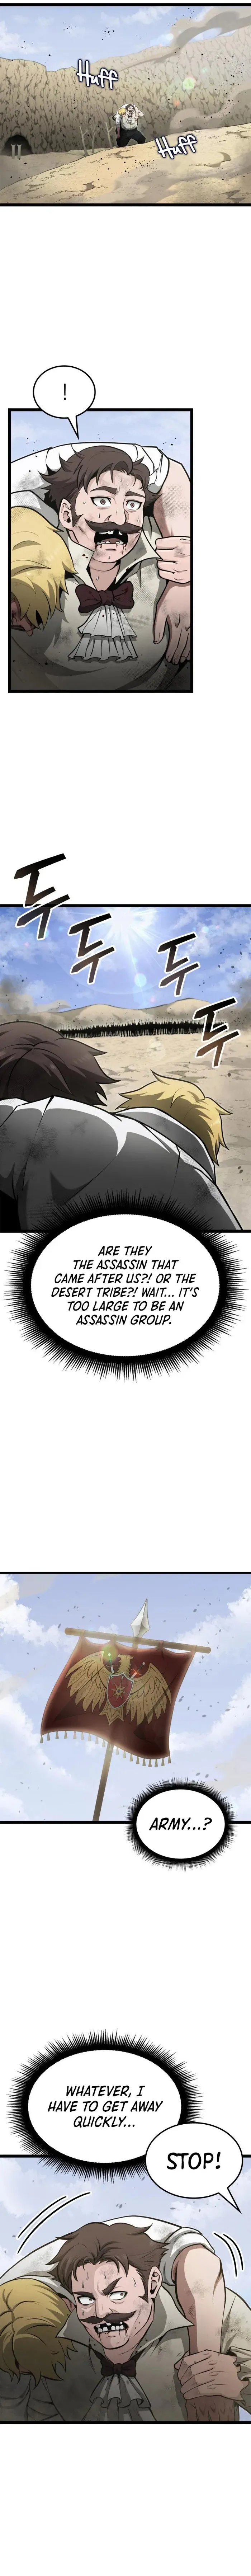 Huff
Huff
!
두
두
두
두
ARE THEY
THE ASSASSIN THAT
CAME AFTER US?! OR THE
DESERT TRIBE?! WAIT... IT'S
TOO LARGE TO BE AN
ASSASSIN GROUP.
ARMY...?
WHATEVER, I
HAVE TO GET AWAY
QUICKLY...
STOP!